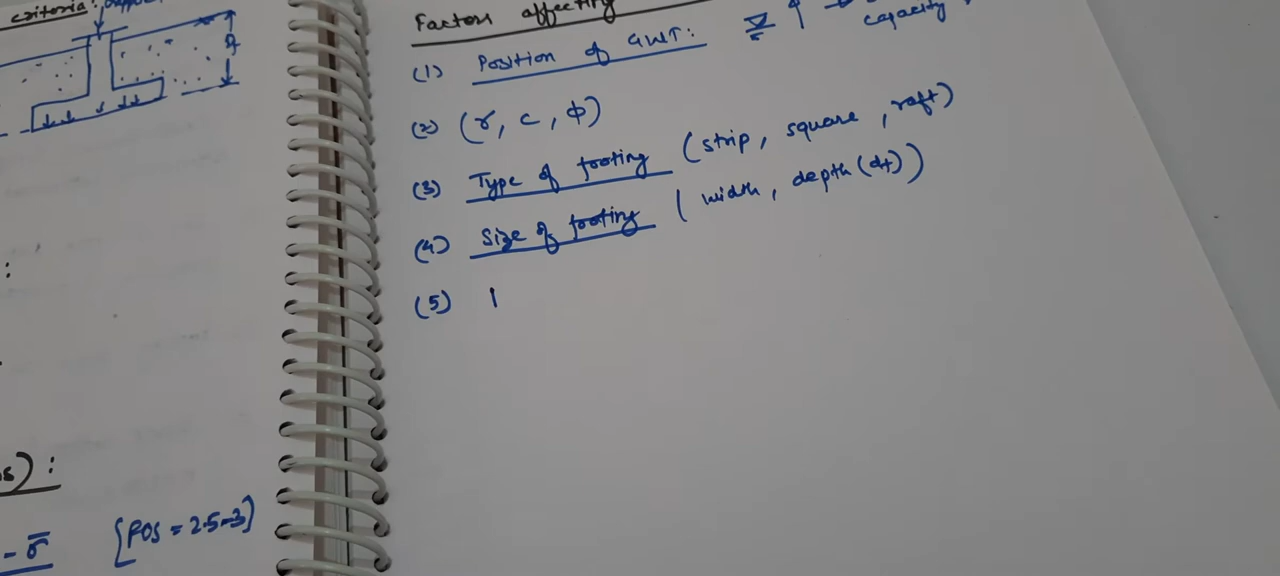 criteria:
s):
- σ̄ [FOS = 2.5-3]
Factors affecting
(1) Position of GWT: ↑ → capacity
(2) (γ, c, ϕ)
(3) Type of footing (strip, square, raft)
(4) Size of footing (width, depth (df))
(5)